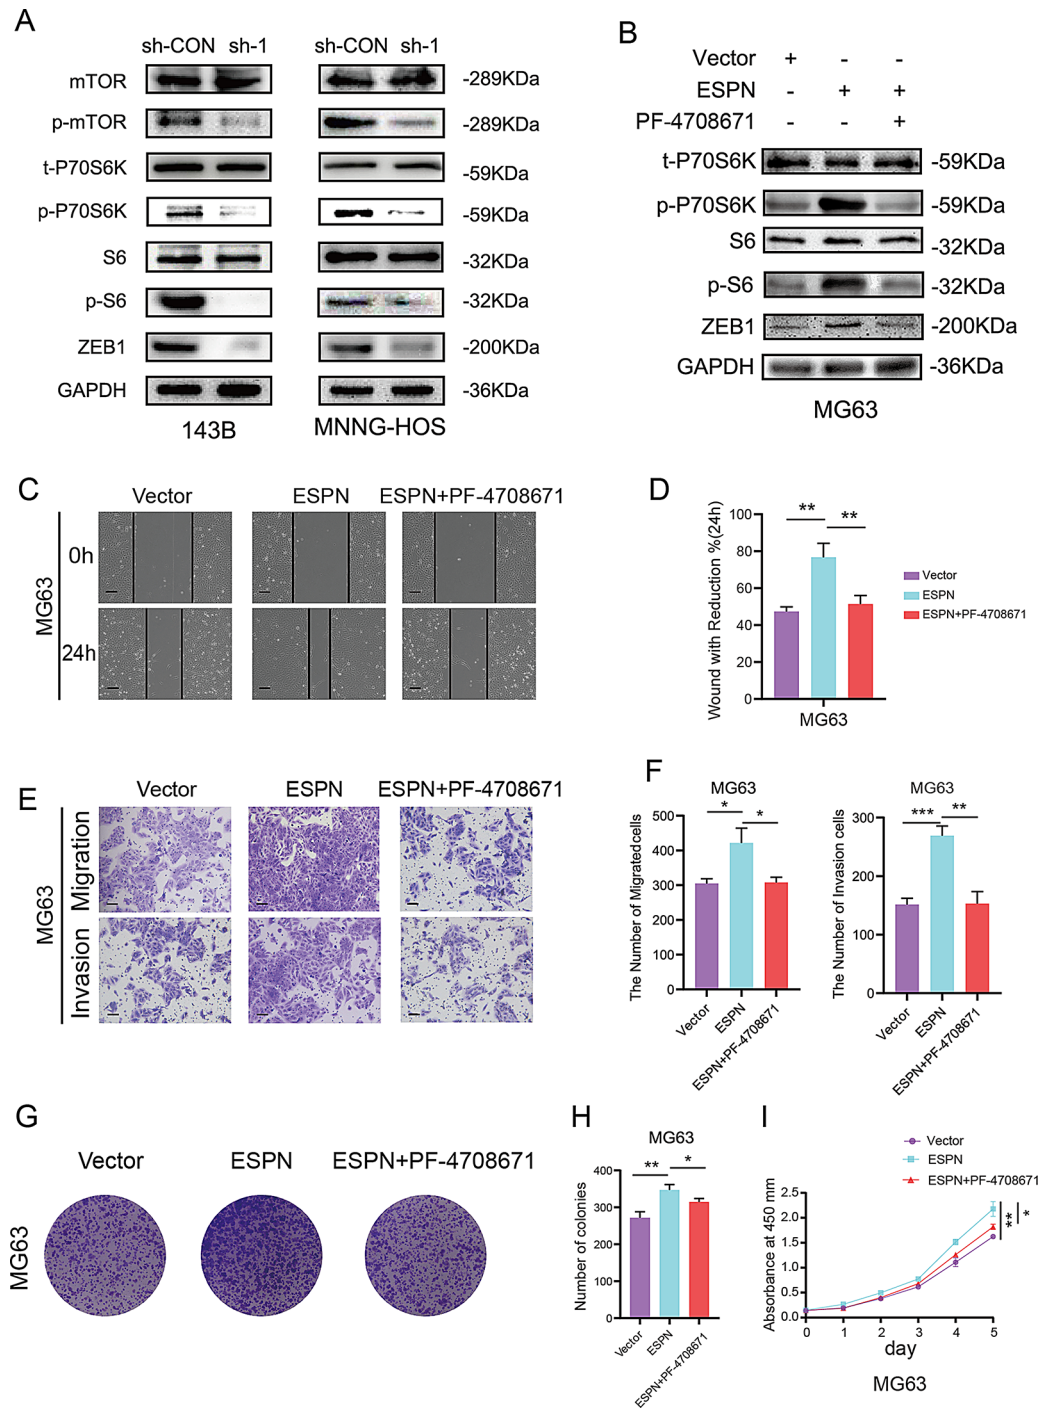 A
sh-CON sh-1 sh-CON sh-1
mTOR -289KDa
p-mTOR -289KDa
t-P70S6K -59KDa
p-P70S6K -59KDa
S6 -32KDa
p-S6 -32KDa
ZEB1 -200KDa
GAPDH -36KDa
143B MNNG-HOS
B
Vector + - -
ESPN - + +
PF-4708671 - - +
t-P70S6K -59KDa
p-P70S6K -59KDa
S6 -32KDa
p-S6 -32KDa
ZEB1 -200KDa
GAPDH -36KDa
MG63
C
Vector ESPN ESPN+PF-4708671
MG63
0h
24h
D
Wound with Reduction %(24h)
100
80
60
40
20
0
** **
MG63
Vector
ESPN
ESPN+PF-4708671
E
Vector ESPN ESPN+PF-4708671
MG63
Migration
Invasion
F
MG63
The Number of Migratedcells
500
400
300
200
100
0
* *
Vector
ESPN
ESPN+PF-4708671
MG63
The Number of Invasion cells
300
200
100
0
*** **
Vector
ESPN
ESPN+PF-4708671
G
Vector ESPN ESPN+PF-4708671
MG63
H
MG63
Number of colonies
400
300
200
100
0
** *
Vector
ESPN
ESPN+PF-4708671
I
Vector
ESPN
ESPN+PF-4708671
Absorbance at 450 mm
2.5
2.0
1.5
1.0
0.5
0.0
0 1 2 3 4 5
day
** *
MG63